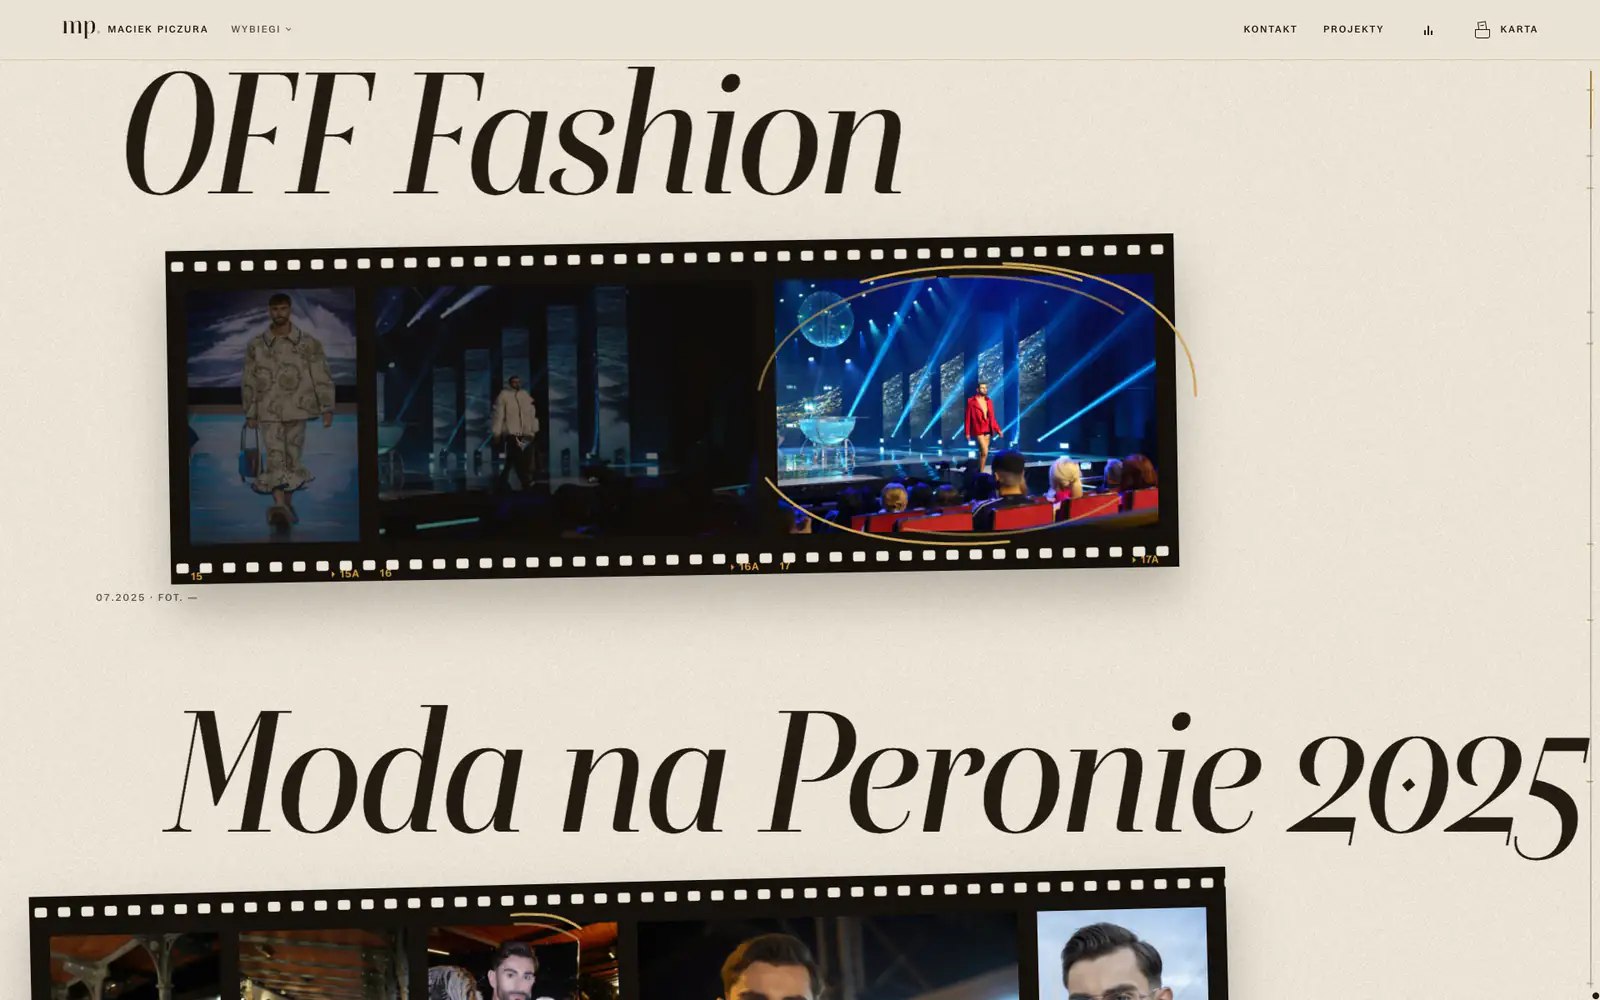 mp. MACIEK PICZURA WYBIEGI
KONTAKT PROJEKTY KARTA
OFF Fashion
15 15A 16 16A 17 17A
07.2025 · FOT. —
Moda na Peronie 2025